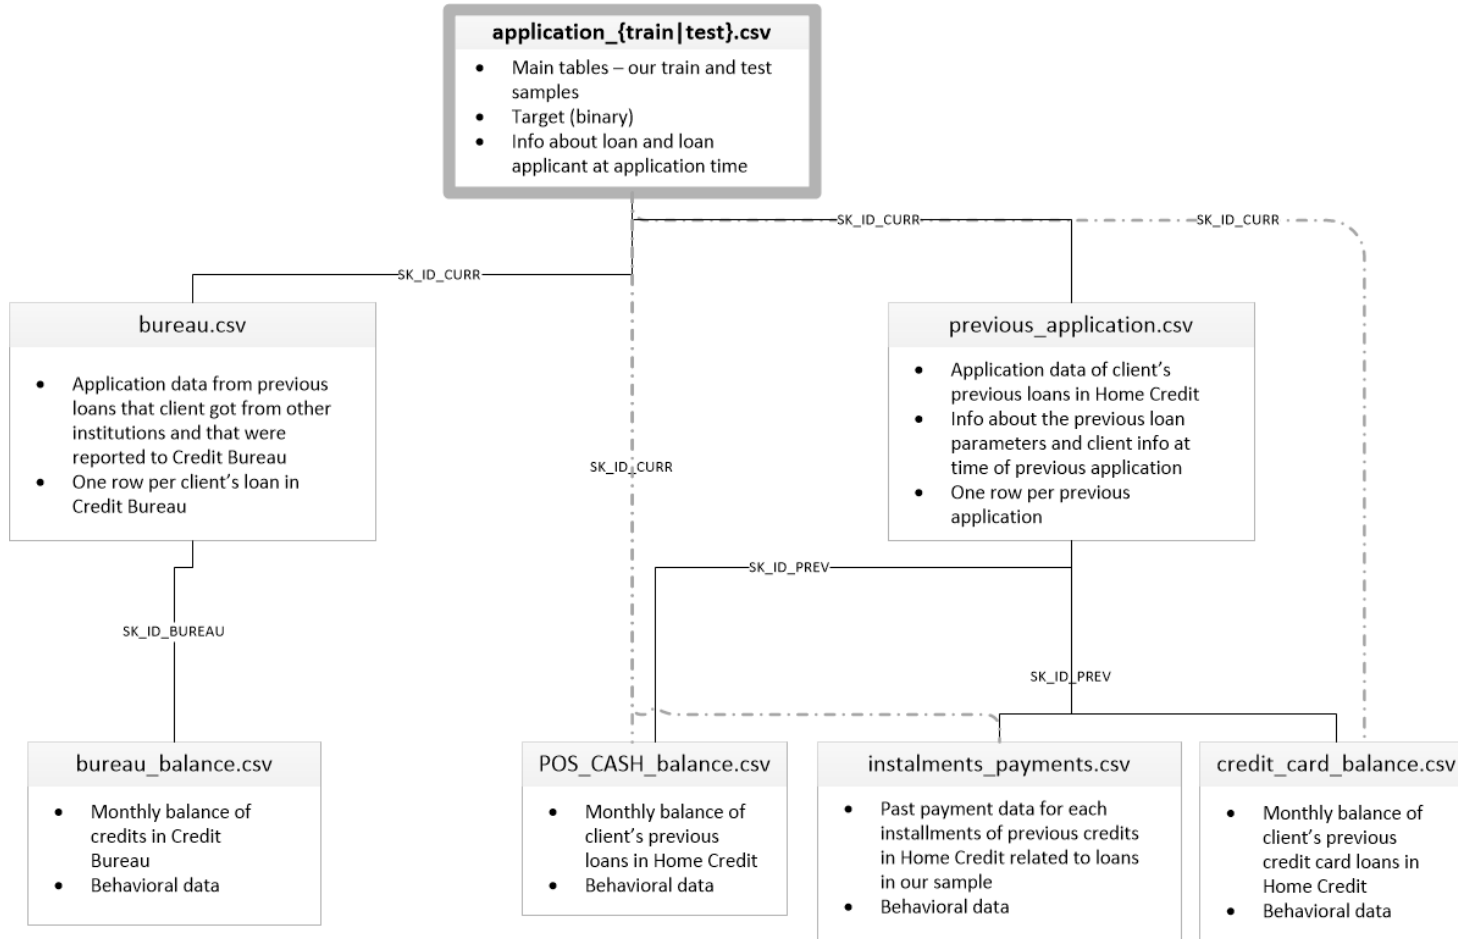 application_{train|test}.csv
• Main tables – our train and test
samples
• Target (binary)
• Info about loan and loan
applicant at application time
SK_ID_CURR
SK_ID_CURR
SK_ID_CURR
bureau.csv
• Application data from previous
loans that client got from other
institutions and that were
reported to Credit Bureau
• One row per client's loan in
Credit Bureau
previous_application.csv
• Application data of client's
previous loans in Home Credit
• Info about the previous loan
parameters and client info at
time of previous application
• One row per previous
application
SK_ID_CURR
SK_ID_PREV
SK_ID_BUREAU
SK_ID_PREV
bureau_balance.csv
• Monthly balance of
credits in Credit
Bureau
• Behavioral data
POS_CASH_balance.csv
• Monthly balance of
client's previous
loans in Home Credit
• Behavioral data
instalments_payments.csv
• Past payment data for each
installments of previous credits
in Home Credit related to loans
in our sample
• Behavioral data
credit_card_balance.csv
• Monthly balance of
client's previous
credit card loans in
Home Credit
• Behavioral data